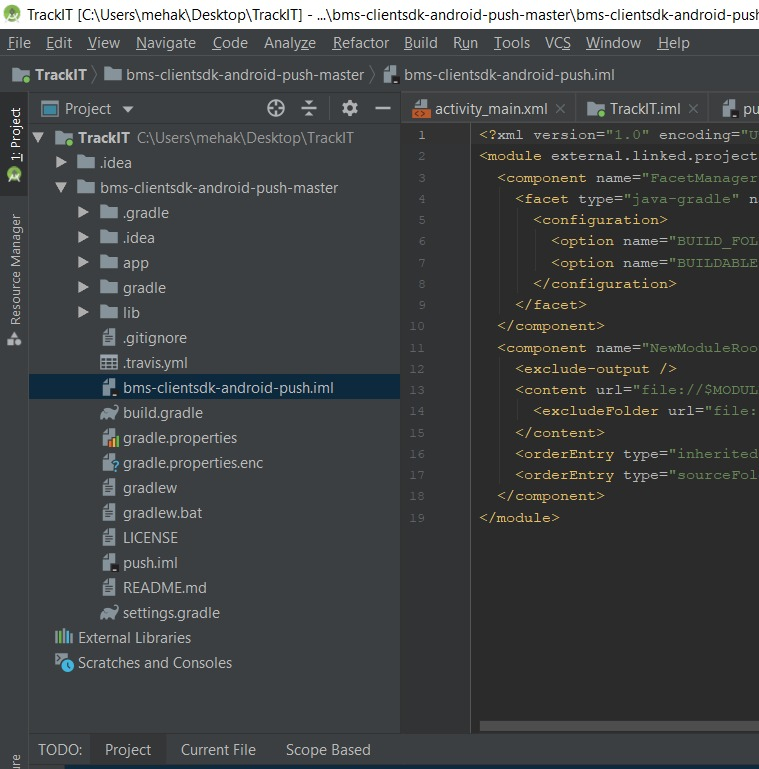 TrackIT [C:\Users\mehak\Desktop\TrackIT] - ...\bms-clientsdk-android-push-master\bms-clientsdk-android-push
File Edit View Navigate Code Analyze Refactor Build Run Tools VCS Window Help
TrackIT bms-clientsdk-android-push-master bms-clientsdk-android-push.iml
Project activity_main.xml TrackIT.iml pu
1: Project
Resource Manager
TrackIT C:\Users\mehak\Desktop\TrackIT
.idea
bms-clientsdk-android-push-master
.gradle
.idea
app
gradle
lib
.gitignore
.travis.yml
bms-clientsdk-android-push.iml
build.gradle
gradle.properties
gradle.properties.enc
gradlew
gradlew.bat
LICENSE
push.iml
README.md
settings.gradle
External Libraries
Scratches and Consoles
1 <?xml version="1.0" encoding="U
2 <module external.linked.project
3 <component name="FacetManager
4 <facet type="java-gradle" n
5 <configuration>
6 <option name="BUILD_FOL
7 <option name="BUILDABLE
8 </configuration>
9 </facet>
10 </component>
11 <component name="NewModuleRoo
12 <exclude-output />
13 <content url="file://$MODUL
14 <excludeFolder url="file:
15 </content>
16 <orderEntry type="inherited
17 <orderEntry type="sourceFol
18 </component>
19 </module>
TODO: Project Current File Scope Based